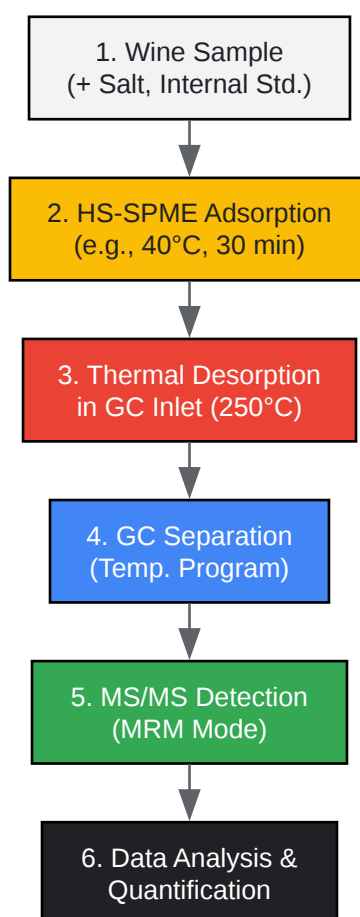 1. Wine Sample
(+ Salt, Internal Std.)
2. HS-SPME Adsorption
(e.g., 40°C, 30 min)
3. Thermal Desorption
in GC Inlet (250°C)
4. GC Separation
(Temp. Program)
5. MS/MS Detection
(MRM Mode)
6. Data Analysis &
Quantification